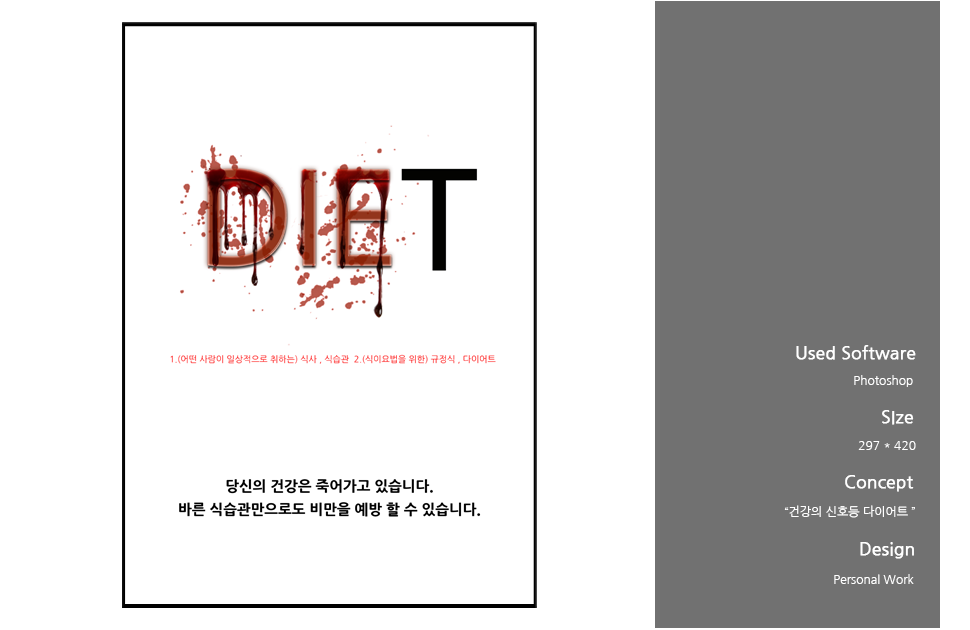 DIET
1.(어떤 사람이 일상적으로 취하는) 식사 , 식습관 2.(식이요법을 위한) 규정식 , 다이어트
당신의 건강은 죽어가고 있습니다.
바른 식습관만으로도 비만을 예방 할 수 있습니다.
Used Software
Photoshop
SIze
297 * 420
Concept
“건강의 신호등 다이어트 ”
Design
Personal Work